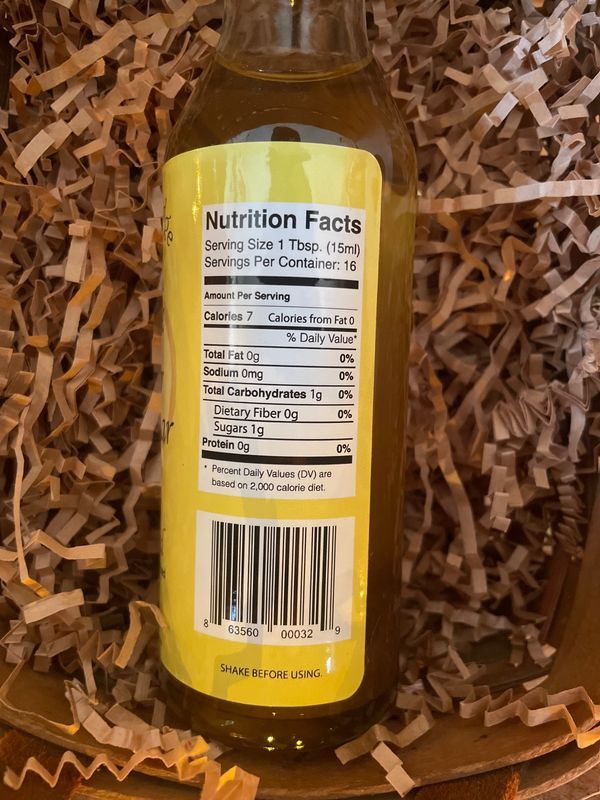 Nutrition Facts
Serving Size 1 Tbsp. (15ml)
Servings Per Container: 16
Amount Per Serving
Calories 7 Calories from Fat 0
% Daily Value*
Total Fat 0g 0%
Sodium 0mg 0%
Total Carbohydrates 1g 0%
Dietary Fiber 0g 0%
Sugars 1g
Protein 0g 0%
* Percent Daily Values (DV) are
based on 2,000 calorie diet.
8 63560 00032 9
SHAKE BEFORE USING.